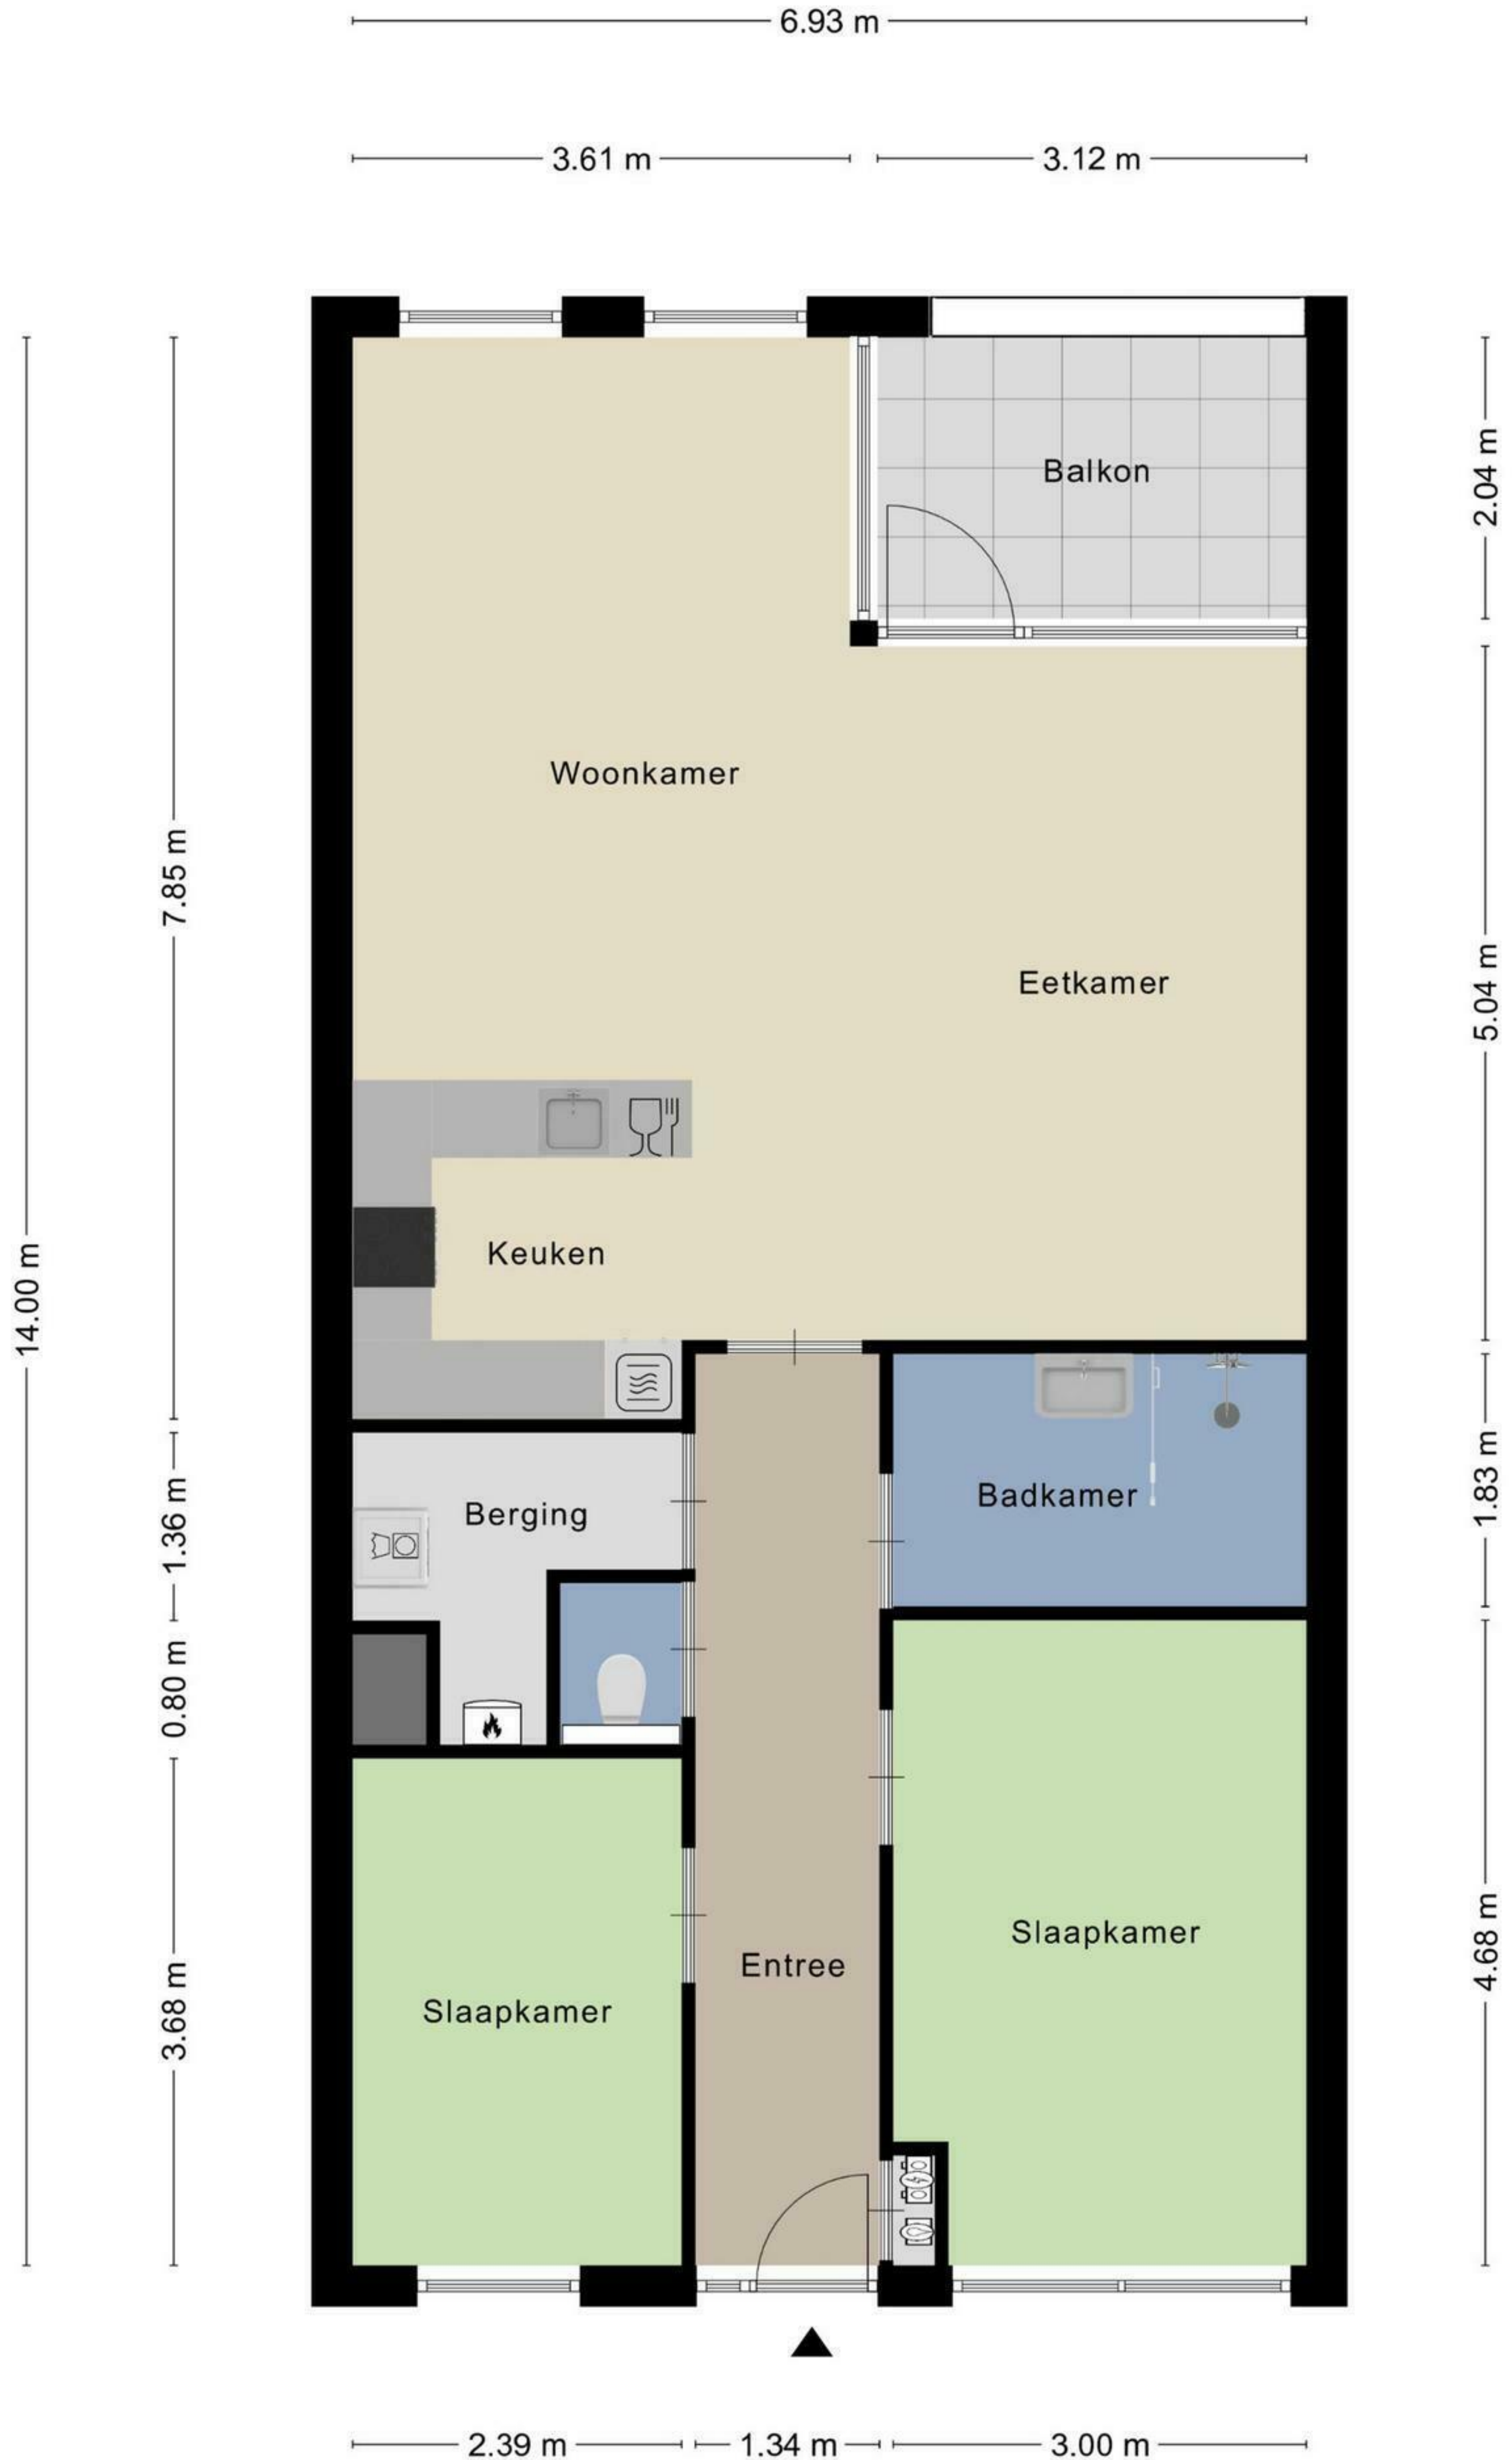 6.93 m
3.61 m
3.12 m
Balkon
2.04 m
Woonkamer
7.85 m
Eetkamer
5.04 m
Keuken
14.00 m
Berging
Badkamer
1.36 m
1.83 m
0.80 m
Slaapkamer
Entree
Slaapkamer
3.68 m
4.68 m
2.39 m
1.34 m
3.00 m